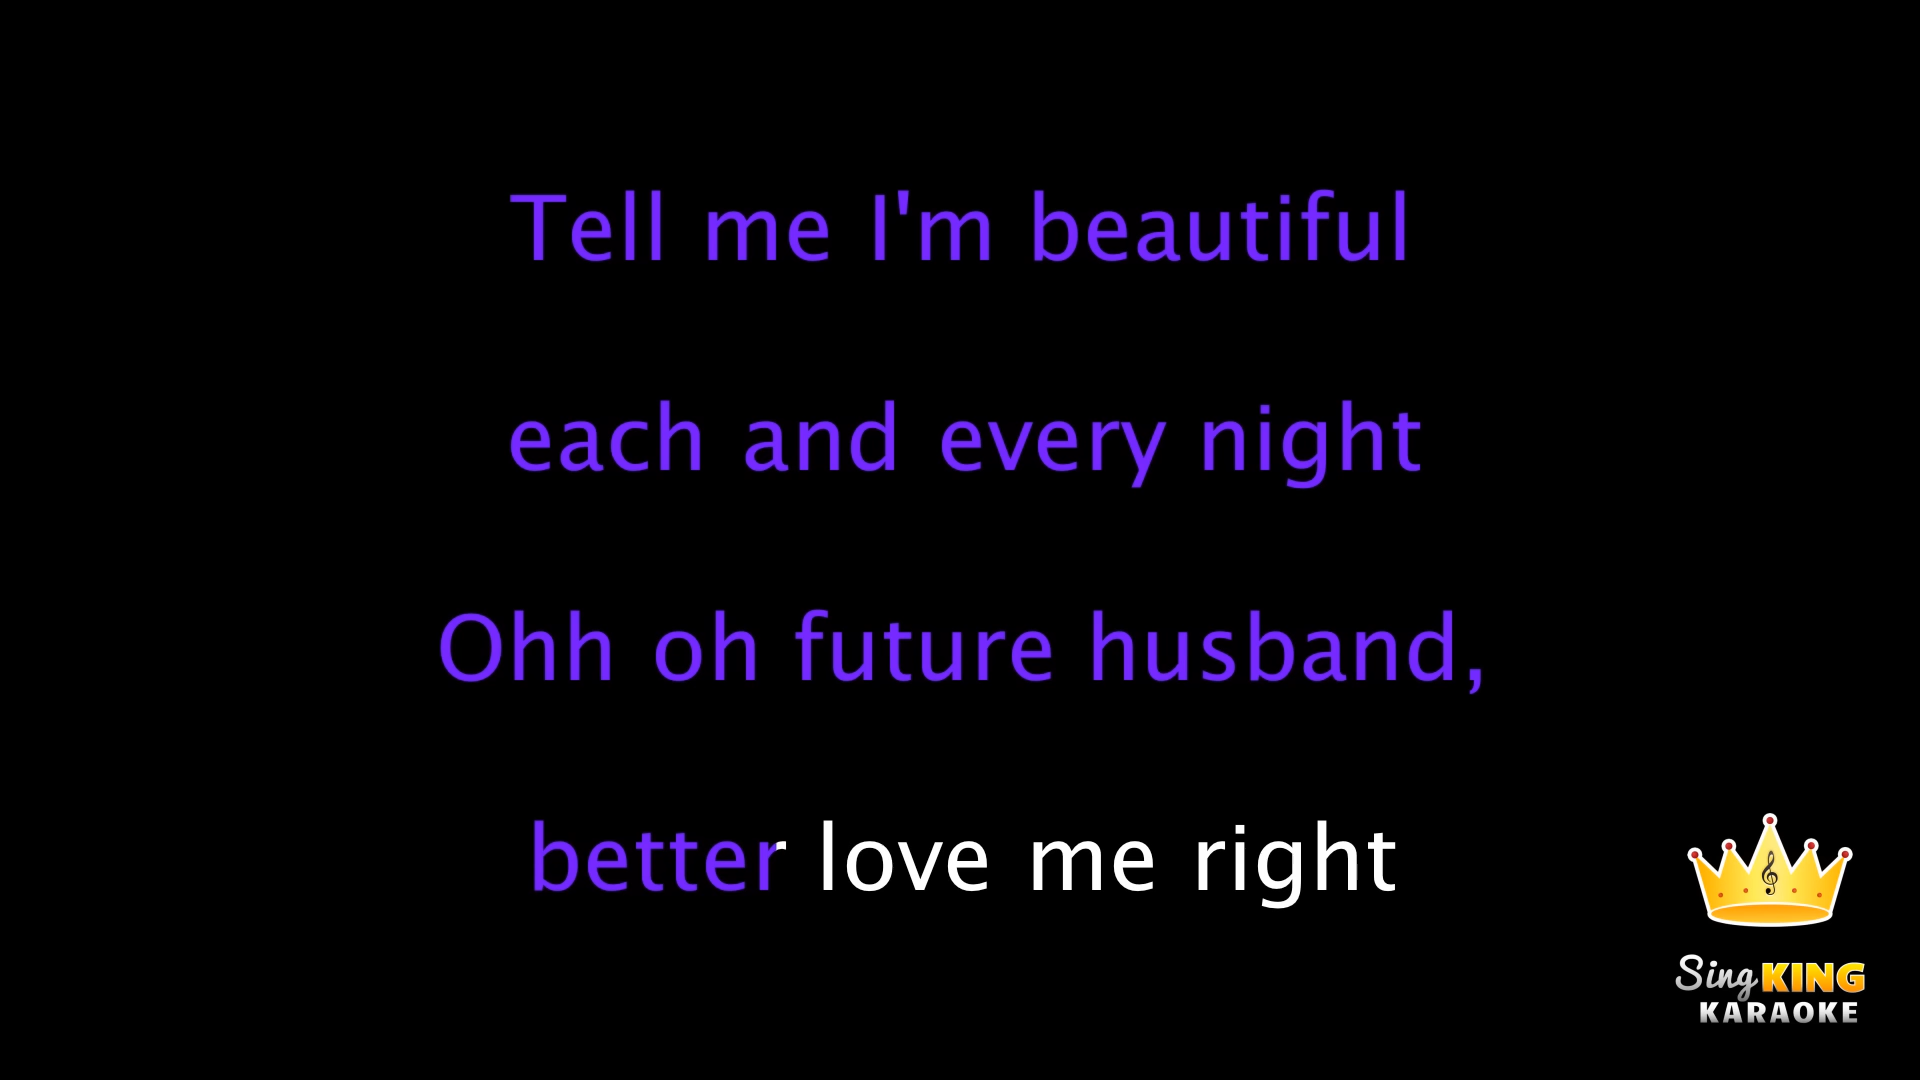 Tell me I'm beautiful
each and every night
Ohh oh future husband,
better love me right
Sing KING
KARAOKE